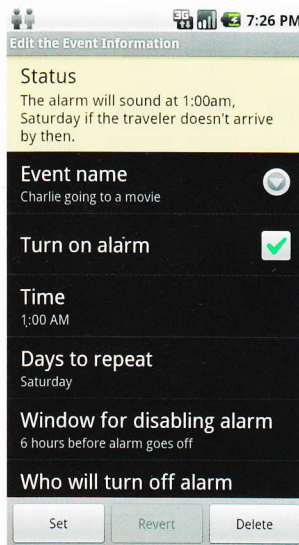 3G 7:26 PM
Edit the Event Information
Status
The alarm will sound at 1:00am,
Saturday if the traveler doesn't arrive
by then.
Event name
Charlie going to a movie
Turn on alarm
Time
1:00 AM
Days to repeat
Saturday
Window for disabling alarm
6 hours before alarm goes off
Who will turn off alarm
Set Revert Delete